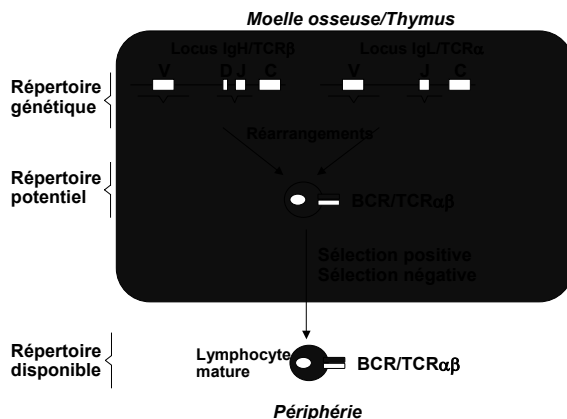 Moelle osseuse/Thymus
Locus IgH/TCRβ
Locus IgL/TCRα
V D J C
V J C
Répertoire
génétique
Réarrangements
Répertoire
potentiel
BCR/TCRαβ
Sélection positive
Sélection négative
Répertoire
disponible
Lymphocyte
mature
BCR/TCRαβ
Périphérie